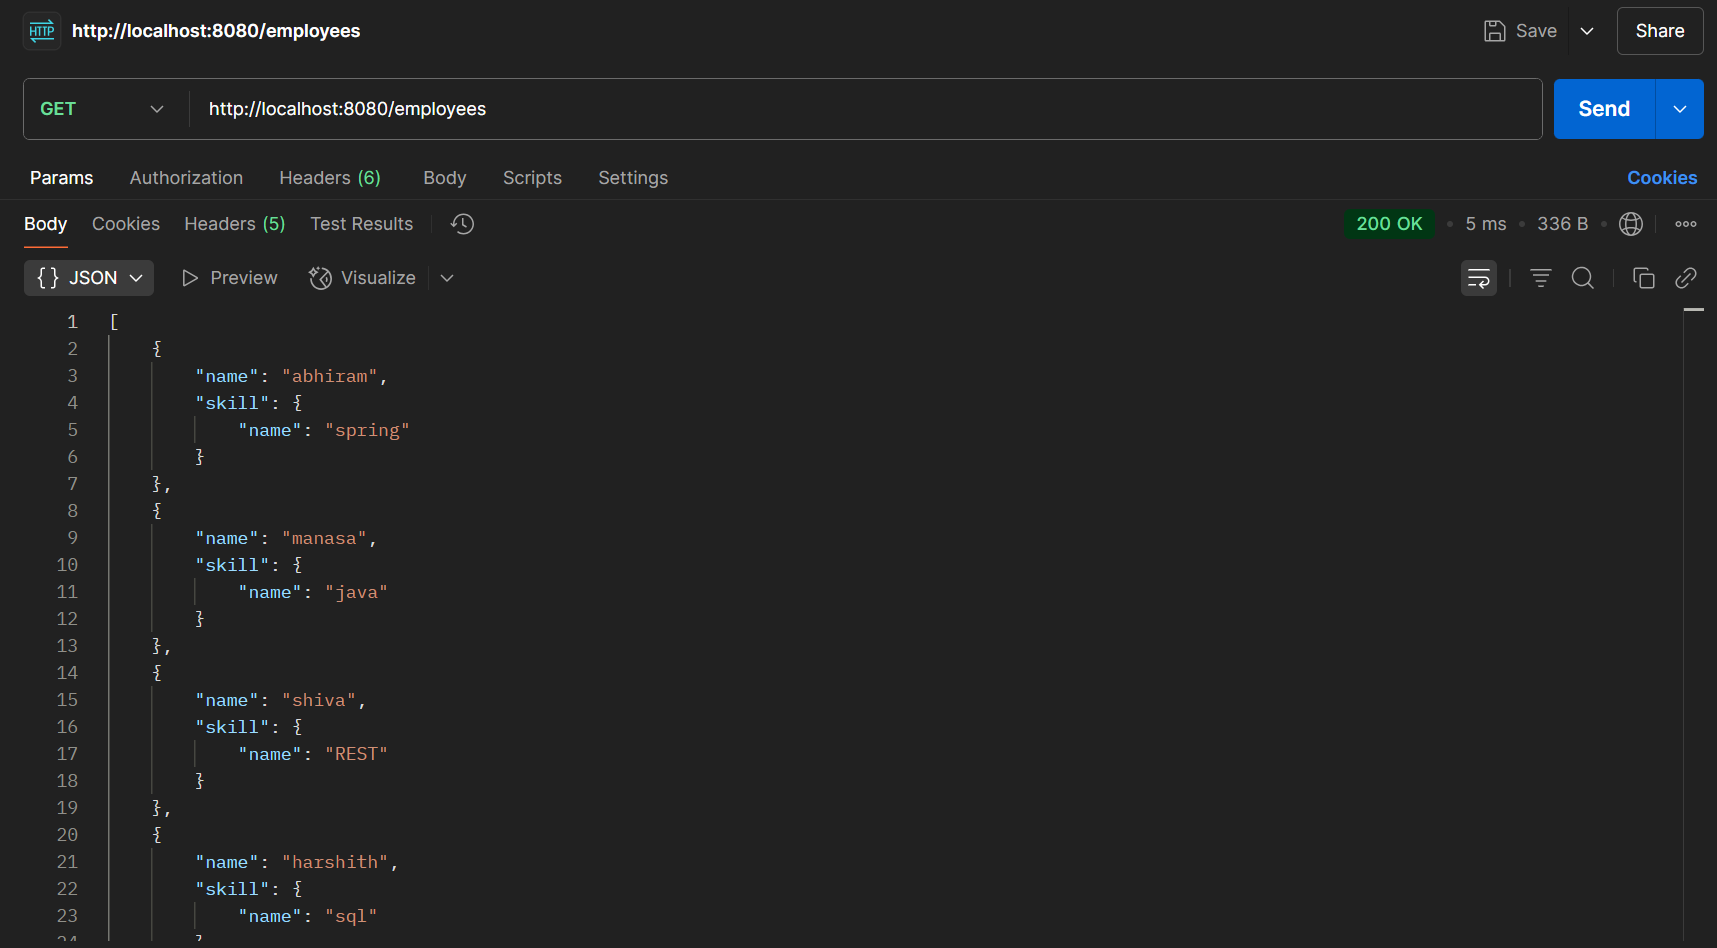 HTTP http://localhost:8080/employees Save Share
GET http://localhost:8080/employees Send
Params Authorization Headers (6) Body Scripts Settings Cookies
Body Cookies Headers (5) Test Results 200 OK • 5 ms • 336 B •
{} JSON Preview Visualize
1 [
2 {
3 "name": "abhiram",
4 "skill": {
5 "name": "spring"
6 }
7 },
8 {
9 "name": "manasa",
10 "skill": {
11 "name": "java"
12 }
13 },
14 {
15 "name": "shiva",
16 "skill": {
17 "name": "REST"
18 }
19 },
20 {
21 "name": "harshith",
22 "skill": {
23 "name": "sql"
24 }